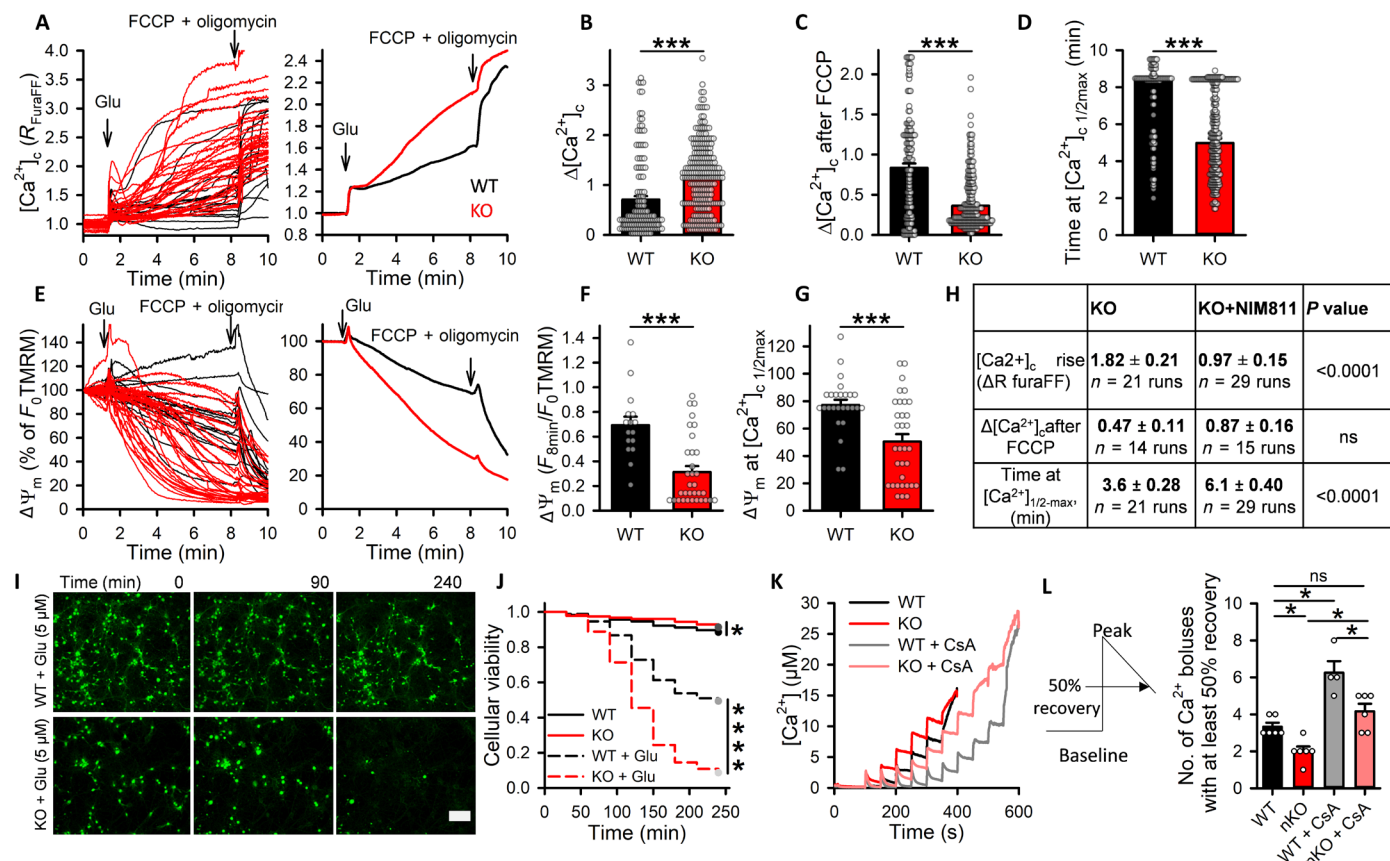 A
FCCP + oligomycin
[Ca²⁺]c (RFuraFF)
4.0
3.5
3.0
2.5
2.0
1.5
1.0
Glu
0 2 4 6 8 10
Time (min)
FCCP + oligomycin
2.4
2.2
2.0
1.8
1.6
1.4
1.2
1.0
0.8
Glu
WT
KO
0 2 4 6 8 10
Time (min)
B
***
Δ[Ca²⁺]c
3
2
1
0
WT KO
C
***
Δ[Ca²⁺]c after FCCP
2.0
1.5
1.0
0.5
0.0
WT KO
D
***
Time at [Ca²⁺]c 1/2max (min)
10
8
6
4
2
0
WT KO
E
Glu
FCCP + oligomycin
ΔΨm (% of F0 TMRM)
140
120
100
80
60
40
20
0
0 2 4 6 8 10
Time (min)
Glu
FCCP + oligomycin
100
80
60
40
20
0
0 2 4 6 8 10
Time (min)
F
***
ΔΨm (F8min/F0 TMRM)
1.4
1.2
1.0
0.8
0.6
0.4
0.2
0.0
WT KO
G
***
ΔΨm at [Ca²⁺]c 1/2max
140
120
100
80
60
40
20
0
WT KO
H
KO KO+NIM811 P value
[Ca2+]c rise
(ΔR furaFF)
1.82 ± 0.21
n = 21 runs
0.97 ± 0.15
n = 29 runs
<0.0001
Δ[Ca²⁺]c after
FCCP
0.47 ± 0.11
n = 14 runs
0.87 ± 0.16
n = 15 runs
ns
Time at
[Ca²⁺]1/2-max,
(min)
3.6 ± 0.28
n = 21 runs
6.1 ± 0.40
n = 29 runs
<0.0001
I
Time (min) 0 90 240
WT + Glu (5 μM)
KO + Glu (5 μM)
J
Cellular viability
1.0
0.8
0.6
0.4
0.2
0.0
WT
KO
WT + Glu
KO + Glu
*
****
0 50 100 150 200 250
Time (min)
K
[Ca²⁺] (μM)
30
25
20
15
10
5
0
WT
KO
WT + CsA
KO + CsA
0 200 400 600
Time (s)
L
Peak
50%
recovery
Baseline
No. of Ca²⁺ boluses
with at least 50% recovery
10
8
6
4
2
0
ns
*
* *
*
WT
nKO
WT + CsA
nKO + CsA